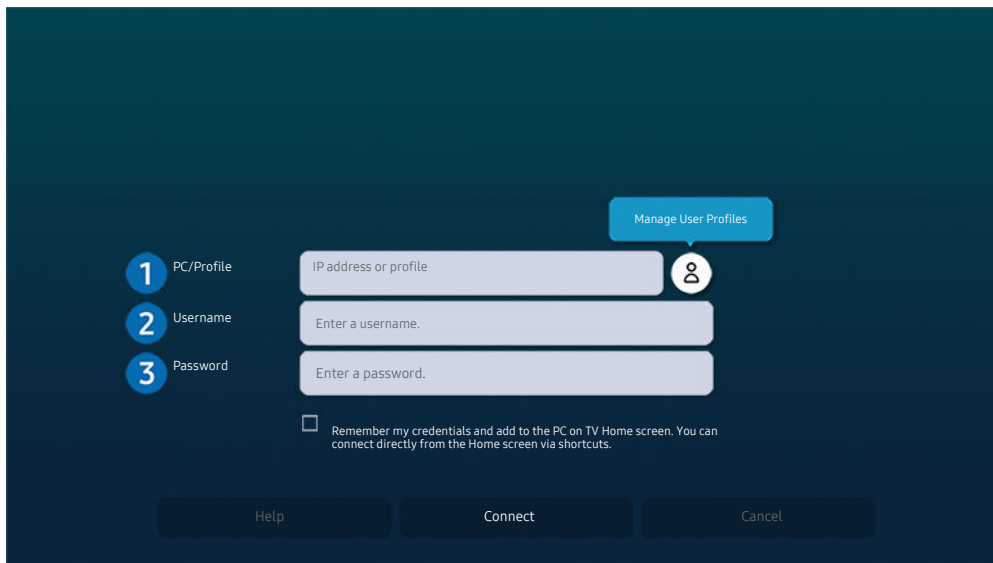 Manage User Profiles
1 PC/Profile IP address or profile
2 Username Enter a username.
3 Password Enter a password.
Remember my credentials and add to the PC on TV Home screen. You can
connect directly from the Home screen via shortcuts.
Help Connect Cancel